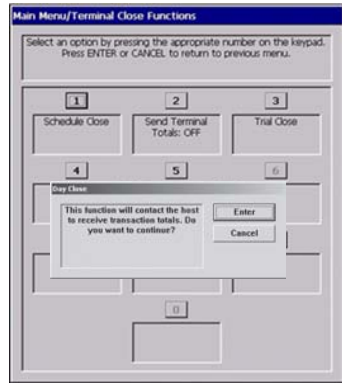 Main Menu/Terminal Close Functions
Select an option by pressing the appropriate number on the keypad.
Press ENTER or CANCEL to return to previous menu.
1 2 3
Schedule Close Send Terminal Trial Close
Totals: OFF
4 5 6
Day Close
This function will contact the host
to receive transaction totals. Do
you want to continue?
Enter
Cancel
0